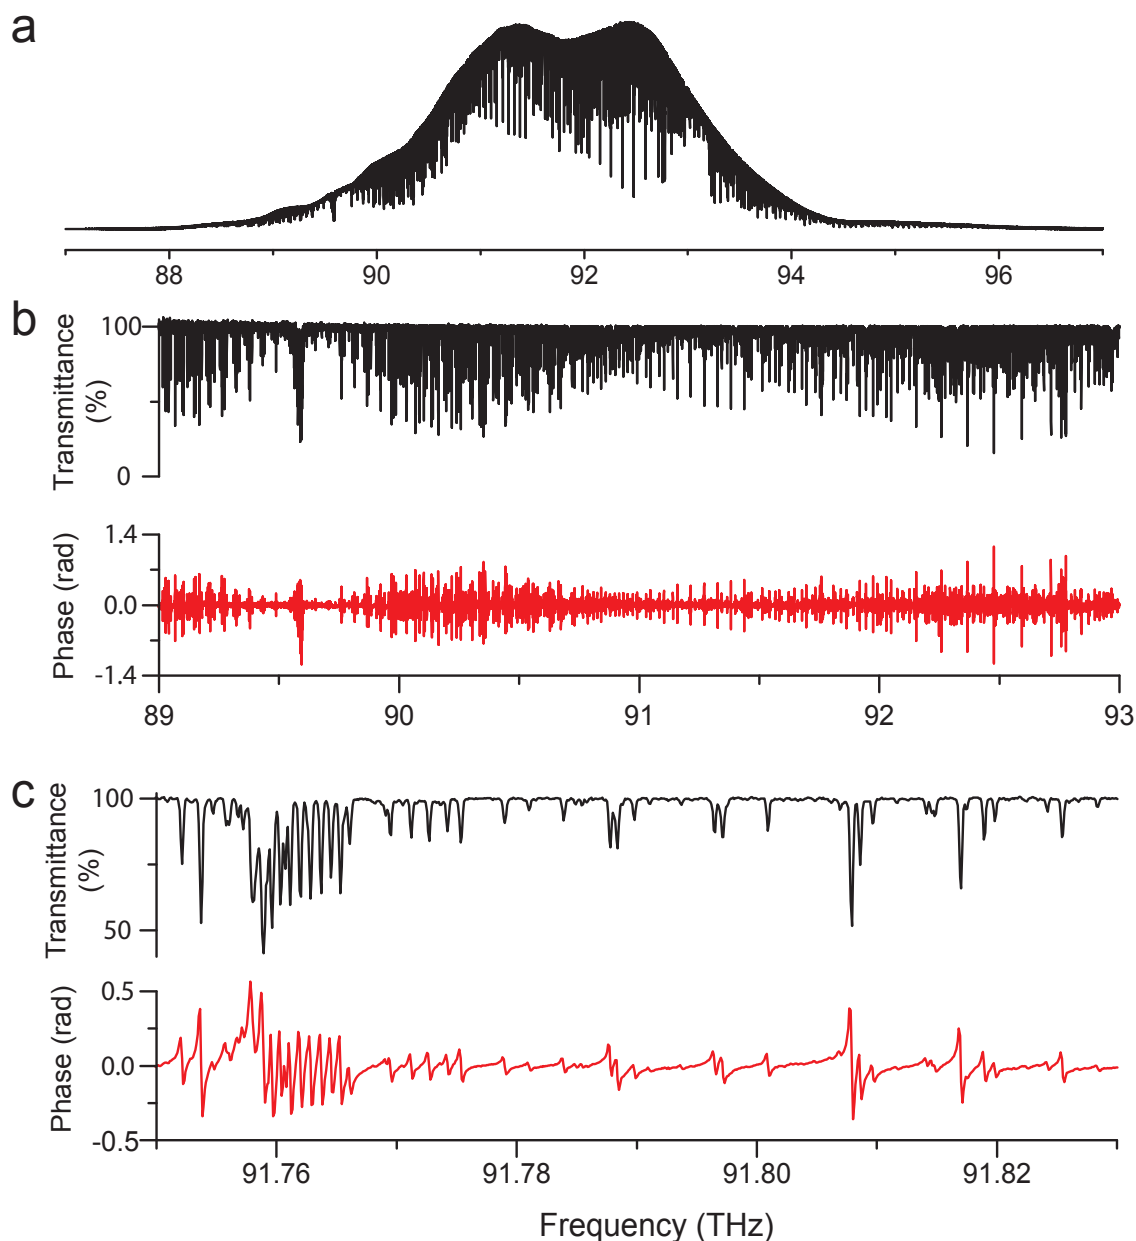 a
88 90 92 94 96
b
Transmittance
(%)
100
0
Phase (rad)
1.4
0.0
-1.4
89 90 91 92 93
c
Transmittance
(%)
100
50
Phase (rad)
0.5
0.0
-0.5
91.76 91.78 91.80 91.82
Frequency (THz)